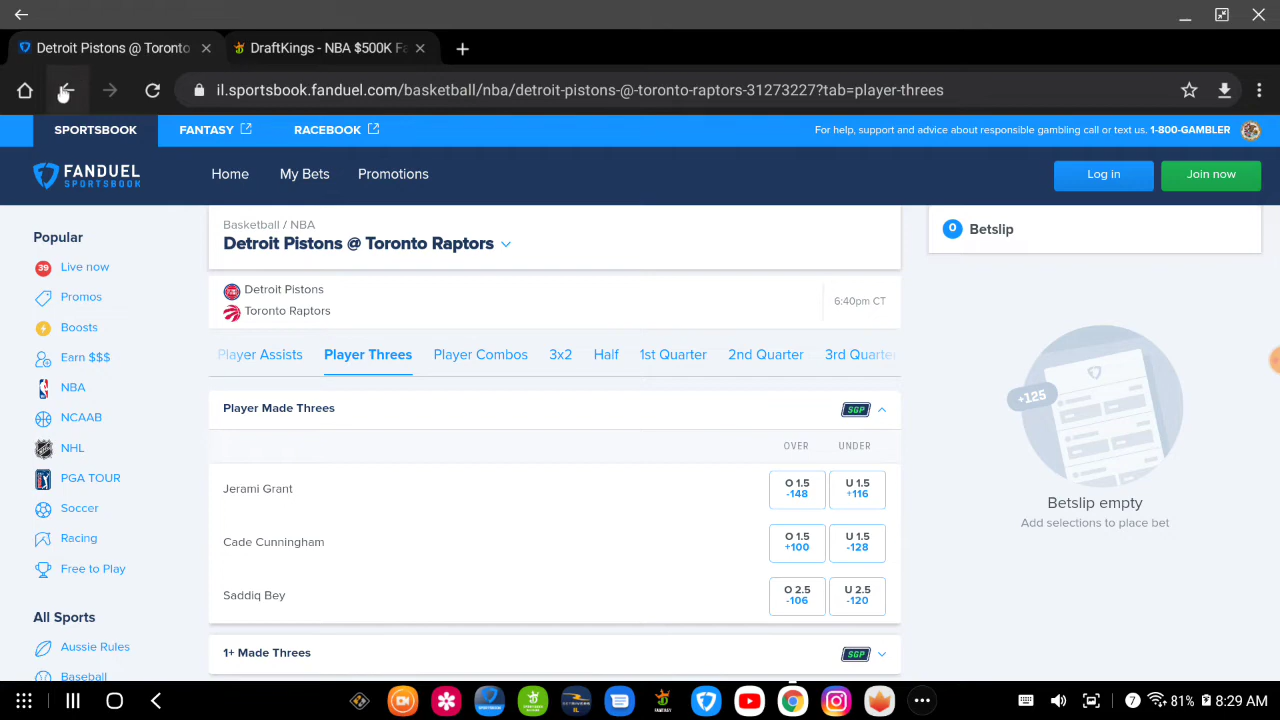 Detroit Pistons @ Toronto
DraftKings - NBA $500K Fa
il.sportsbook.fanduel.com/basketball/nba/detroit-pistons-@-toronto-raptors-31273227?tab=player-threes
SPORTSBOOK
FANTASY
RACEBOOK
For help, support and advice about responsible gambling call or text us. 1-800-GAMBLER
FANDUEL
SPORTSBOOK
Home
My Bets
Promotions
Log in
Join now
Popular
39 Live now
Promos
Boosts
Earn $$$
NBA
NCAAB
NHL
PGA TOUR
Soccer
Racing
Free to Play
All Sports
Aussie Rules
Baseball
Basketball / NBA
Detroit Pistons @ Toronto Raptors
Detroit Pistons
Toronto Raptors
6:40pm CT
Player Assists
Player Threes
Player Combos
3x2
Half
1st Quarter
2nd Quarter
3rd Quarte
Player Made Threes
SGP
OVER
UNDER
Jerami Grant
O 1.5
-148
U 1.5
+116
Cade Cunningham
O 1.5
+100
U 1.5
-128
Saddiq Bey
O 2.5
-106
U 2.5
-120
1+ Made Threes
SGP
0 Betslip
+125
Betslip empty
Add selections to place bet
7
81%
8:29 AM